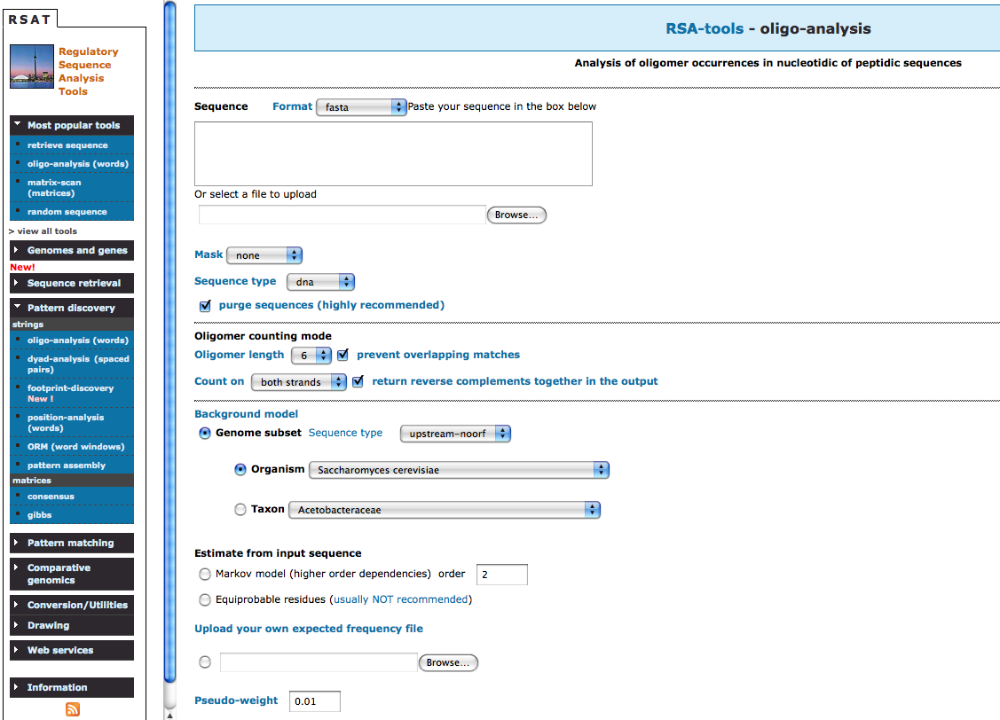 RSAT
Regulatory
Sequence
Analysis
Tools
Most popular tools
retrieve sequence
oligo-analysis (words)
matrix-scan
(matrices)
random sequence
> view all tools
Genomes and genes
New!
Sequence retrieval
Pattern discovery
strings
oligo-analysis (words)
dyad-analysis (spaced
pairs)
footprint-discovery
New !
position-analysis
(words)
ORM (word windows)
pattern assembly
matrices
consensus
gibbs
Pattern matching
Comparative
genomics
Conversion/Utilities
Drawing
Web services
Information
RSA-tools - oligo-analysis
Analysis of oligomer occurrences in nucleotidic of peptidic sequences
Sequence Format fasta Paste your sequence in the box below
Or select a file to upload
Browse...
Mask none
Sequence type dna
purge sequences (highly recommended)
Oligomer counting mode
Oligomer length 6 prevent overlapping matches
Count on both strands return reverse complements together in the output
Background model
Genome subset Sequence type upstream-noorf
Organism Saccharomyces cerevisiae
Taxon Acetobacteraceae
Estimate from input sequence
Markov model (higher order dependencies) order 2
Equiprobable residues (usually NOT recommended)
Upload your own expected frequency file
Browse...
Pseudo-weight 0.01